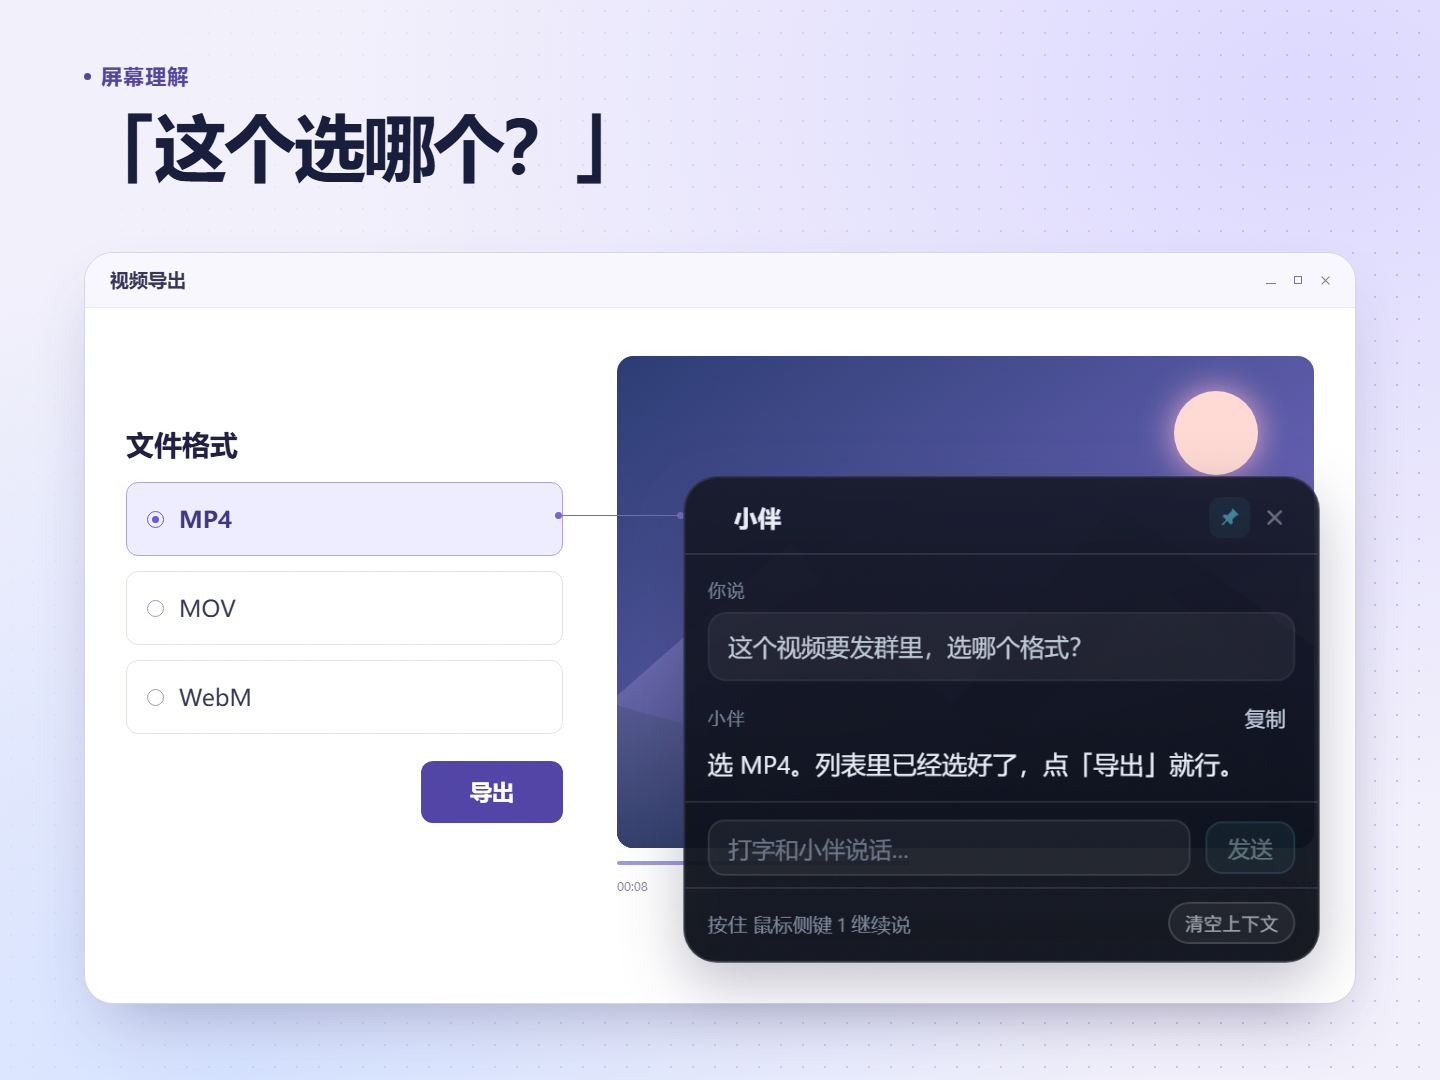 屏幕理解
「这个选哪个？」
视频导出
文件格式
MP4
MOV
WebM
导出
00:08
小伴
你说
这个视频要发群里，选哪个格式？
小伴
复制
选 MP4。列表里已经选好了，点「导出」就行。
打字和小伴说话...
发送
按住 鼠标侧键 1 继续说
清空上下文